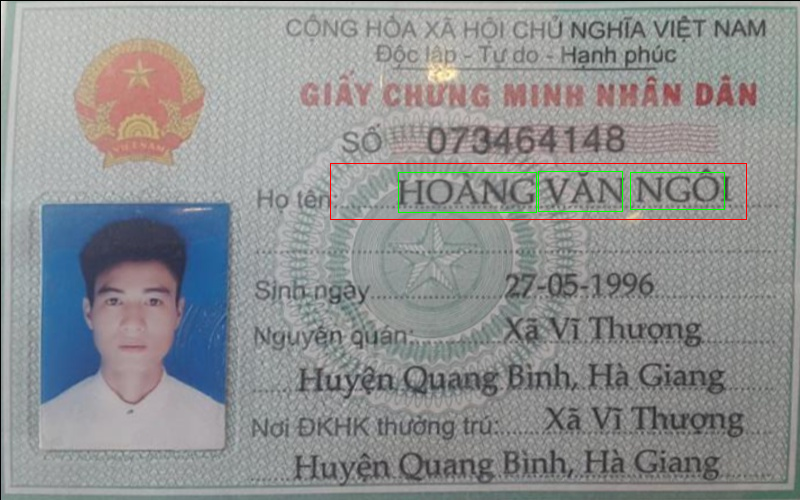 CỘNG HÒA XÃ HỘI CHỦ NGHĨA VIỆT NAM
Độc lập - Tự do - Hạnh phúc
GIẤY CHỨNG MINH NHÂN DÂN
SỐ 073464148
Họ tên: HOÀNG VĂN NGÔI
Sinh ngày 27-05-1996
Nguyên quán: Xã Vĩ Thượng
Huyện Quang Bình, Hà Giang
Nơi ĐKHK thường trú: Xã Vĩ Thượng
Huyện Quang Bình, Hà Giang